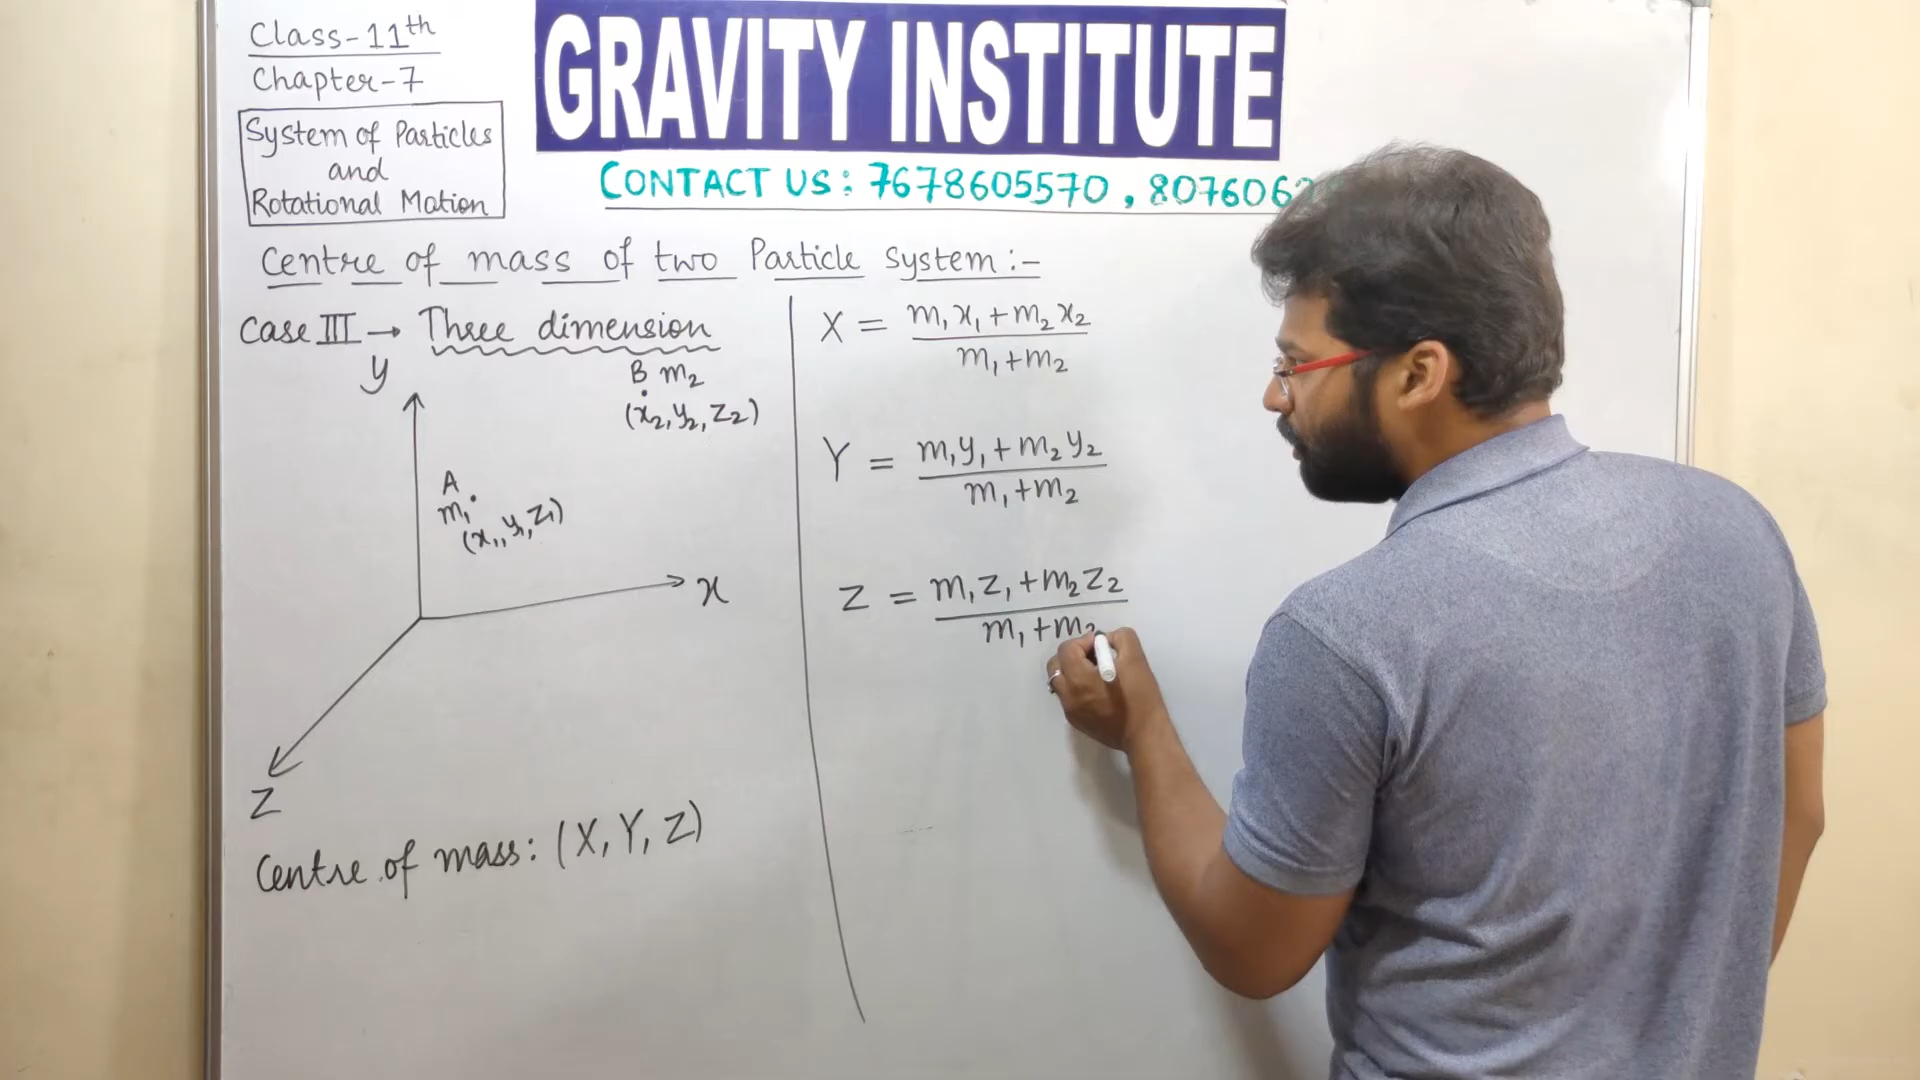 Class-11th
Chapter-7
System of Particles
and
Rotational Motion
GRAVITY INSTITUTE
CONTACT US: 7678605570, 807606
Centre of mass of two Particle system:-
Case III → Three dimension
y
B m₂
(x₂, y₂, z₂)
A
m₁
(x₁, y₁, z₁)
x
z
Centre of mass: (X, Y, Z)
X = m₁x₁+m₂x₂
m₁+m₂
Y = m₁y₁+m₂y₂
m₁+m₂
Z = m₁z₁+m₂z₂
m₁+m₂